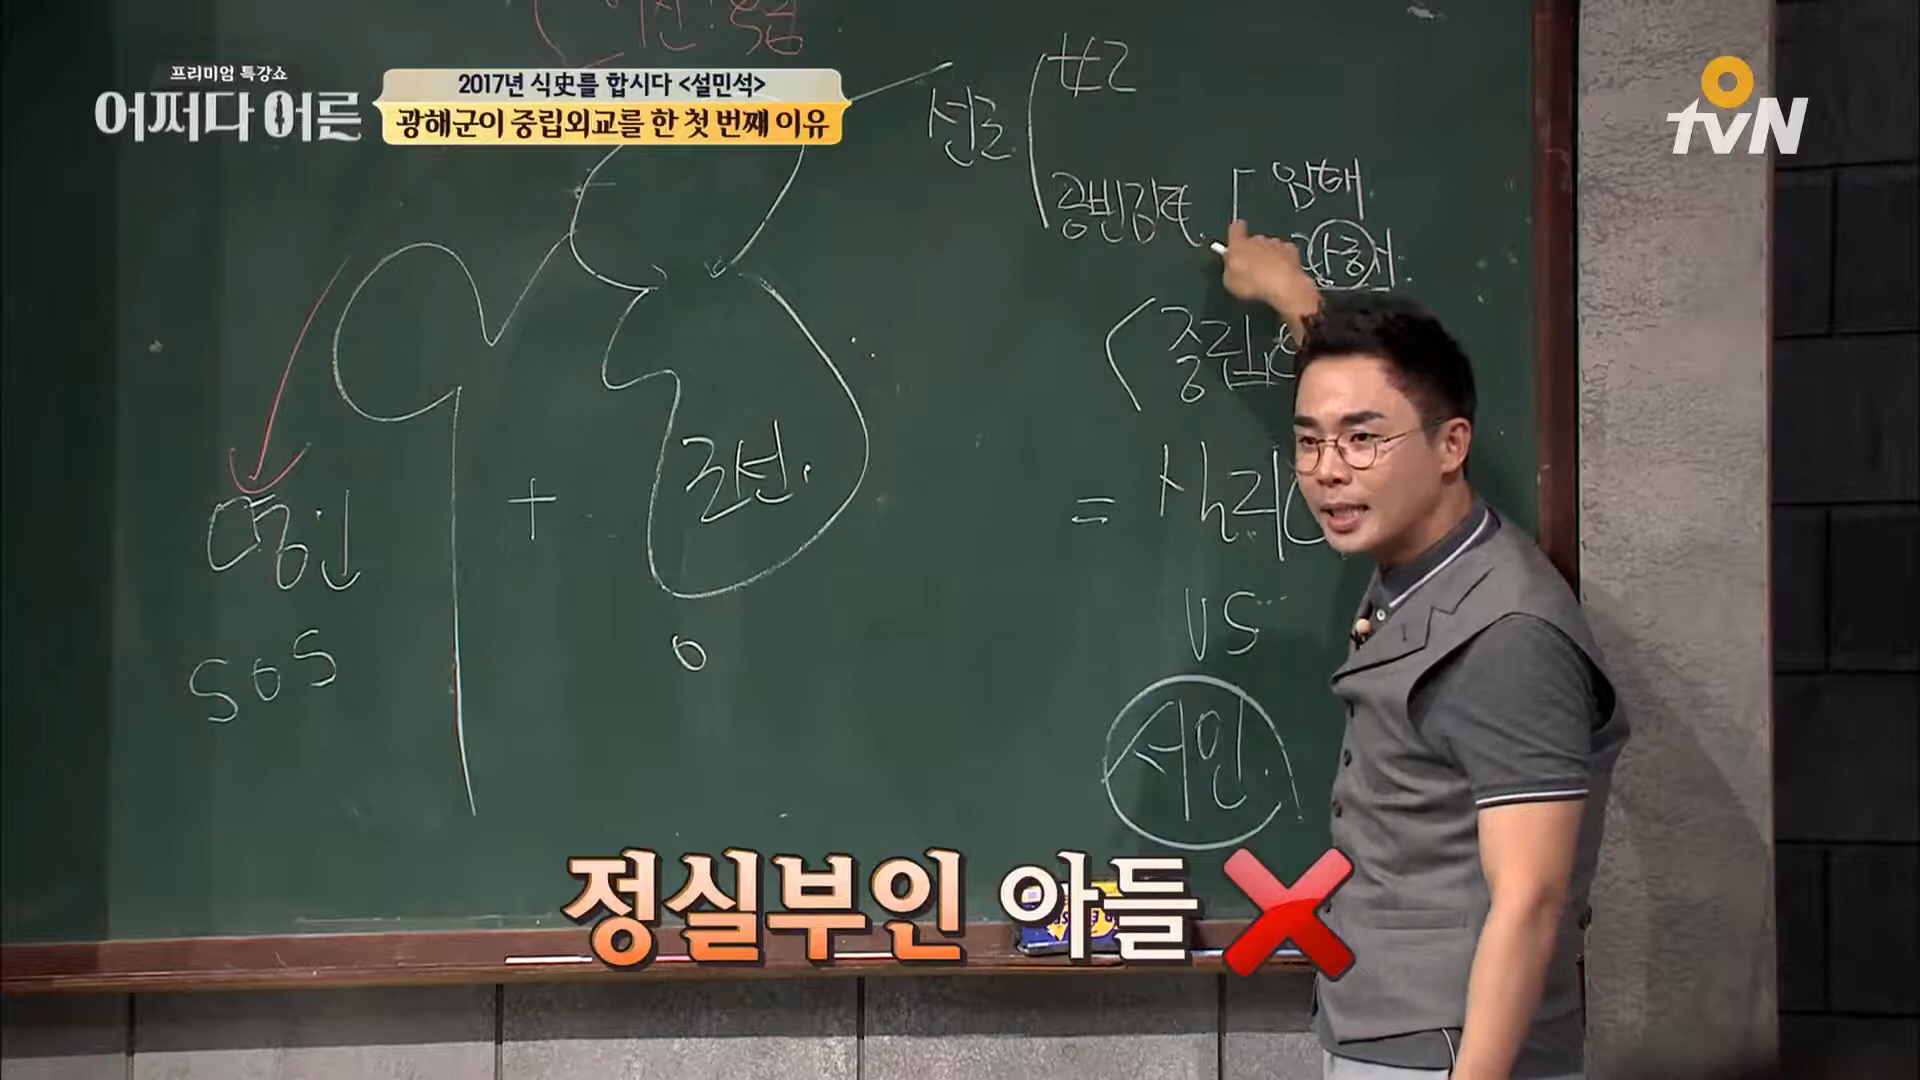 프리미엄 특강쇼
어쩌다 어른
2017년 식史를 합시다 <설민석>
광해군이 중립외교를 한 첫 번째 이유
tvN
선조
공빈김씨
임해
광해
중립
조선
+
=
실리
명
SOS
VS
서인
정실부인 아들